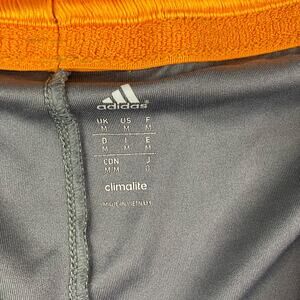 adidas
UK US F
M M M
D I E
M M M
CDN J
M/M O
climalite
MADE IN VIETNAM